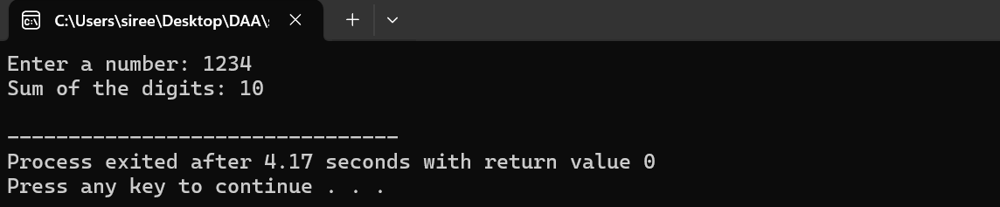 C:\Users\siree\Desktop\DAA\
Enter a number: 1234
Sum of the digits: 10
--------------------------------
Process exited after 4.17 seconds with return value 0
Press any key to continue . . .